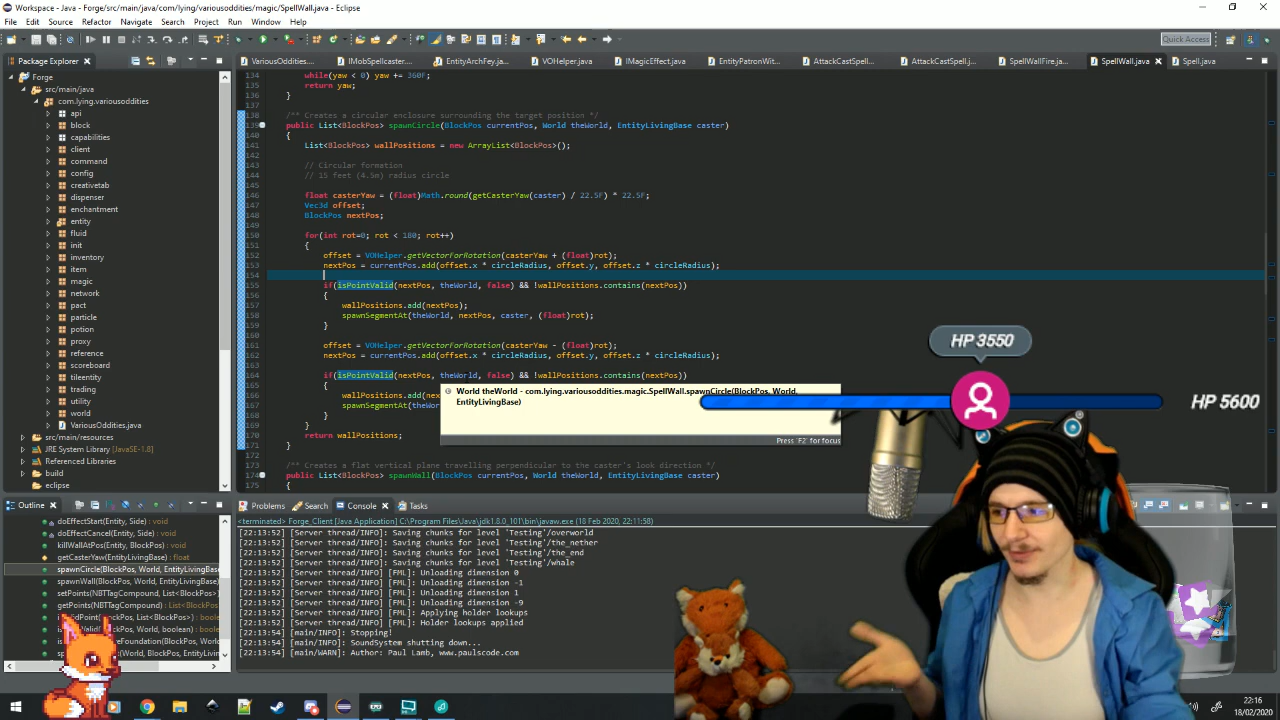 Workspace - Java - Forge/src/main/java/com/lying/variousoddities/magic/SpellWall.java - Eclipse
File Edit Source Refactor Navigate Search Project Run Window Help
Quick Access
Package Explorer
VariousOddities....
IMobSpellcaster....
EntityArchFey.jav...
VOHelper.java
IMagicEffect.java
EntityPatronWit...
AttackCastSpell...
AttackCastSpell.j...
SpellWallFire.jav...
SpellWall.java
Spell.java
Forge
src/main/java
com.lying.variousoddities
api
block
capabilities
client
command
config
creativetab
dispenser
enchantment
entity
fluid
init
inventory
item
magic
network
pact
particle
potion
proxy
reference
scoreboard
tileentity
trading
utility
world
VariousOddities.java
src/main/resources
JRE System Library [JavaSE-1.8]
Referenced Libraries
build
eclipse
134 while(yaw < 0) yaw += 360F;
135 return yaw;
136 }
137
138 /** Creates a circular enclosure surrounding the target position */
139 public List<BlockPos> spawnCircle(BlockPos currentPos, World theWorld, EntityLivingBase caster)
140 {
141 List<BlockPos> wallPositions = new ArrayList<BlockPos>();
142
143 // Circular formation
144 // 15 feet (4.5m) radius circle
145
146 float casterYaw = (float)Math.round(getCasterYaw(caster) / 22.5F) * 22.5F;
147 Vec3d offset;
148 BlockPos nextPos;
149
150 for(int rot=0; rot < 180; rot++)
151 {
152 offset = VOHelper.getVectorForRotation(casterYaw + (float)rot);
153 nextPos = currentPos.add(offset.x * circleRadius, offset.y, offset.z * circleRadius);
154
155 if(isPointValid(nextPos, theWorld, false) && !wallPositions.contains(nextPos))
156 {
157 wallPositions.add(nextPos);
158 spawnSegmentAt(theWorld, nextPos, caster, (float)rot);
159 }
160
161 offset = VOHelper.getVectorForRotation(casterYaw - (float)rot);
162 nextPos = currentPos.add(offset.x * circleRadius, offset.y, offset.z * circleRadius);
163
164 if(isPointValid(nextPos, theWorld, false) && !wallPositions.contains(nextPos))
165 {
166 wallPositions.add(nex
167 spawnSegmentAt(theWo
168 }
169 }
170 return wallPositions;
171 }
172
173 /** Creates a flat vertical plane travelling perpendicular to the caster's look direction */
174 public List<BlockPos> spawnWall(BlockPos currentPos, World theWorld, EntityLivingBase caster)
175 {
World theWorld - com.lying.variousoddities.magic.SpellWall.spawnCircle(BlockPos, World,
EntityLivingBase)
Press 'F2' for focus
HP 3550
HP 5600
Outline
doEffectStart(Entity, Side) : void
doEffectCancel(Entity, Side) : void
killWallAtPos(Entity, BlockPos) : void
getCasterYaw(EntityLivingBase) : float
spawnCircle(BlockPos, World, EntityLivingBase
spawnWall(BlockPos, World, EntityLivingBase
setPoints(NBTTagCompound, List<BlockPos>
getPoints(NBTTagCompound) : List<BlockPos
Problems Search Console Tasks
<terminated> Forge_Client [Java Application] C:\Program Files\Java\jdk1.8.0_101\bin\javaw.exe (18 Feb 2020, 22:11:58)
[22:13:52] [Server thread/INFO]: Saving chunks for level 'Testing'/overworld
[22:13:52] [Server thread/INFO]: Saving chunks for level 'Testing'/the_nether
[22:13:52] [Server thread/INFO]: Saving chunks for level 'Testing'/the_end
[22:13:52] [Server thread/INFO]: Saving chunks for level 'Testing'/whale
[22:13:52] [Server thread/INFO] [FML]: Unloading dimension 0
[22:13:52] [Server thread/INFO] [FML]: Unloading dimension -1
[22:13:52] [Server thread/INFO] [FML]: Unloading dimension 1
[22:13:52] [Server thread/INFO] [FML]: Unloading dimension -9
[22:13:52] [Server thread/INFO] [FML]: Applying holder lookups
[22:13:52] [Server thread/INFO] [FML]: Holder lookups applied
[22:13:54] [main/INFO]: Stopping!
[22:13:54] [main/INFO]: SoundSystem shutting down...
[22:13:54] [main/WARN]: Author: Paul Lamb, www.paulscode.com
22:16
18/02/2020